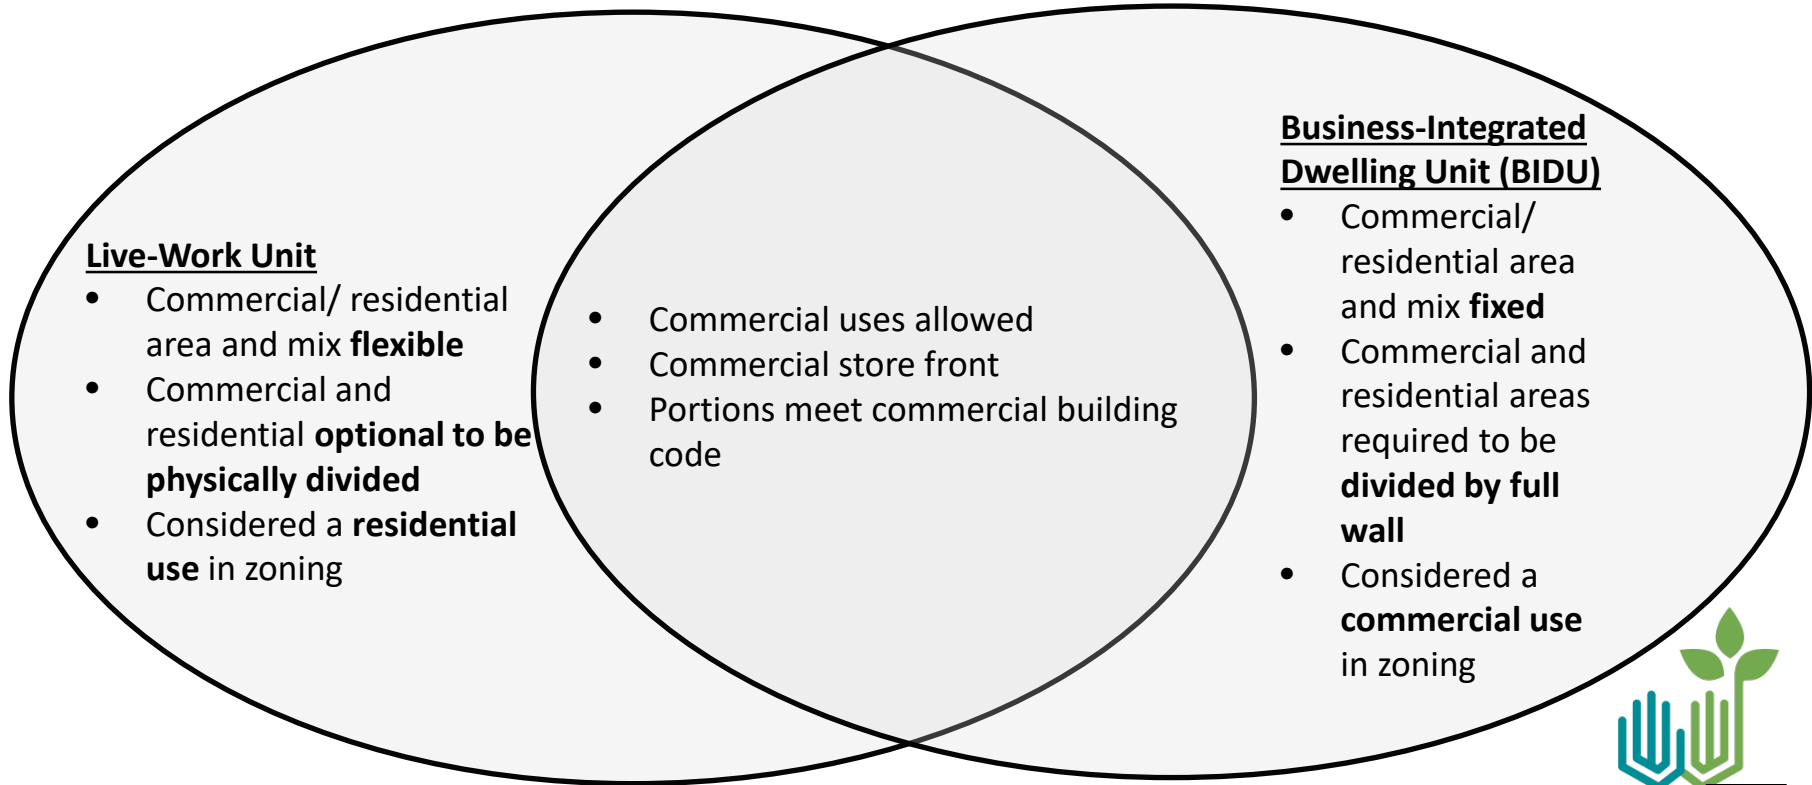 Live-Work Unit
• Commercial/ residential
area and mix flexible
• Commercial and
residential optional to be
physically divided
• Considered a residential
use in zoning
• Commercial uses allowed
• Commercial store front
• Portions meet commercial building
code
Business-Integrated
Dwelling Unit (BIDU)
• Commercial/
residential area
and mix fixed
• Commercial and
residential areas
required to be
divided by full
wall
• Considered a
commercial use
in zoning